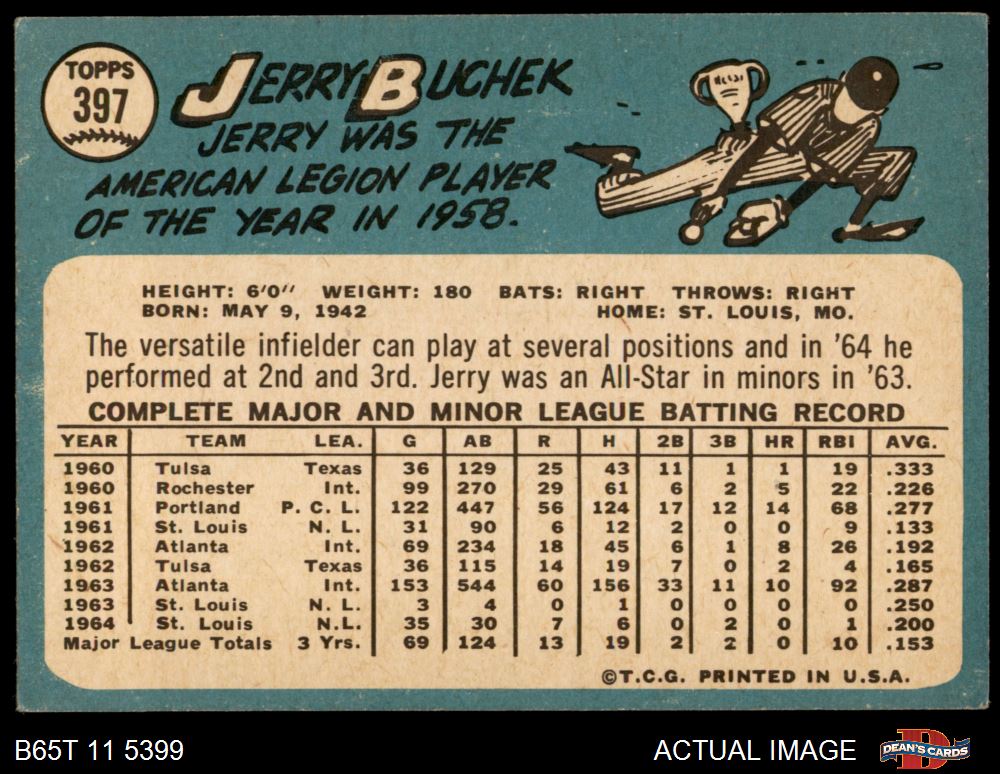 TOPPS
397
JERRY BUCHEK
JERRY WAS THE
AMERICAN LEGION PLAYER
OF THE YEAR IN 1958.
HEIGHT: 6'0" WEIGHT: 180 BATS: RIGHT THROWS: RIGHT
BORN: MAY 9, 1942 HOME: ST. LOUIS, MO.
The versatile infielder can play at several positions and in '64 he
performed at 2nd and 3rd. Jerry was an All-Star in minors in '63.
COMPLETE MAJOR AND MINOR LEAGUE BATTING RECORD
YEAR TEAM LEA. G AB R H 2B 3B HR RBI AVG.
1960 Tulsa Texas 36 129 25 43 11 1 1 19 .333
1960 Rochester Int. 99 270 29 61 6 2 5 22 .226
1961 Portland P. C. L. 122 447 56 124 17 12 14 68 .277
1961 St. Louis N. L. 31 90 6 12 2 0 0 9 .133
1962 Atlanta Int. 69 234 18 45 6 1 8 26 .192
1962 Tulsa Texas 36 115 14 19 7 0 2 4 .165
1963 Atlanta Int. 153 544 60 156 33 11 10 92 .287
1963 St. Louis N. L. 3 4 0 1 0 0 0 0 .250
1964 St. Louis N.L. 35 30 7 6 0 2 0 1 .200
Major League Totals 3 Yrs. 69 124 13 19 2 2 0 10 .153
©T.C.G. PRINTED IN U.S.A.
B65T 11 5399 ACTUAL IMAGE DEAN'S CARDS